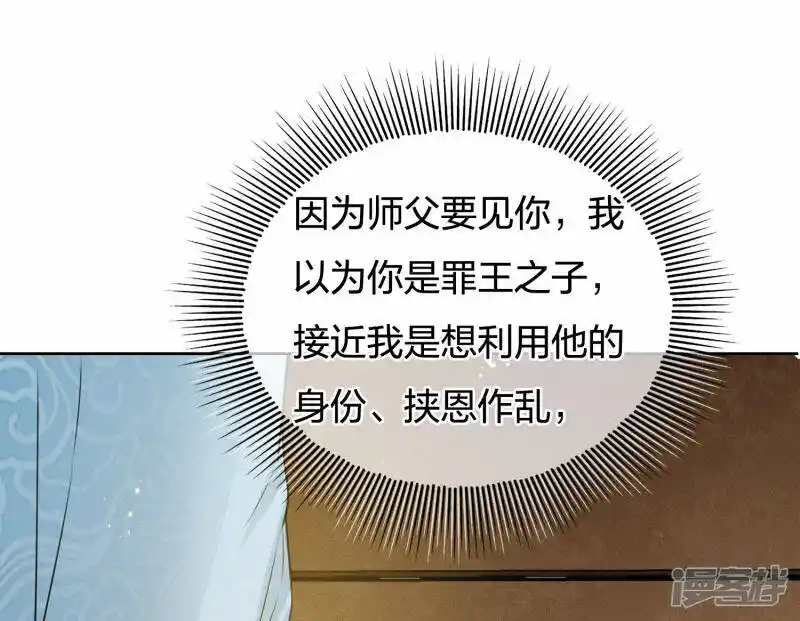 因为师父要见你，我
以为你是罪王之子，
接近我是想利用他的
身份、挟恩作乱，
漫客栈